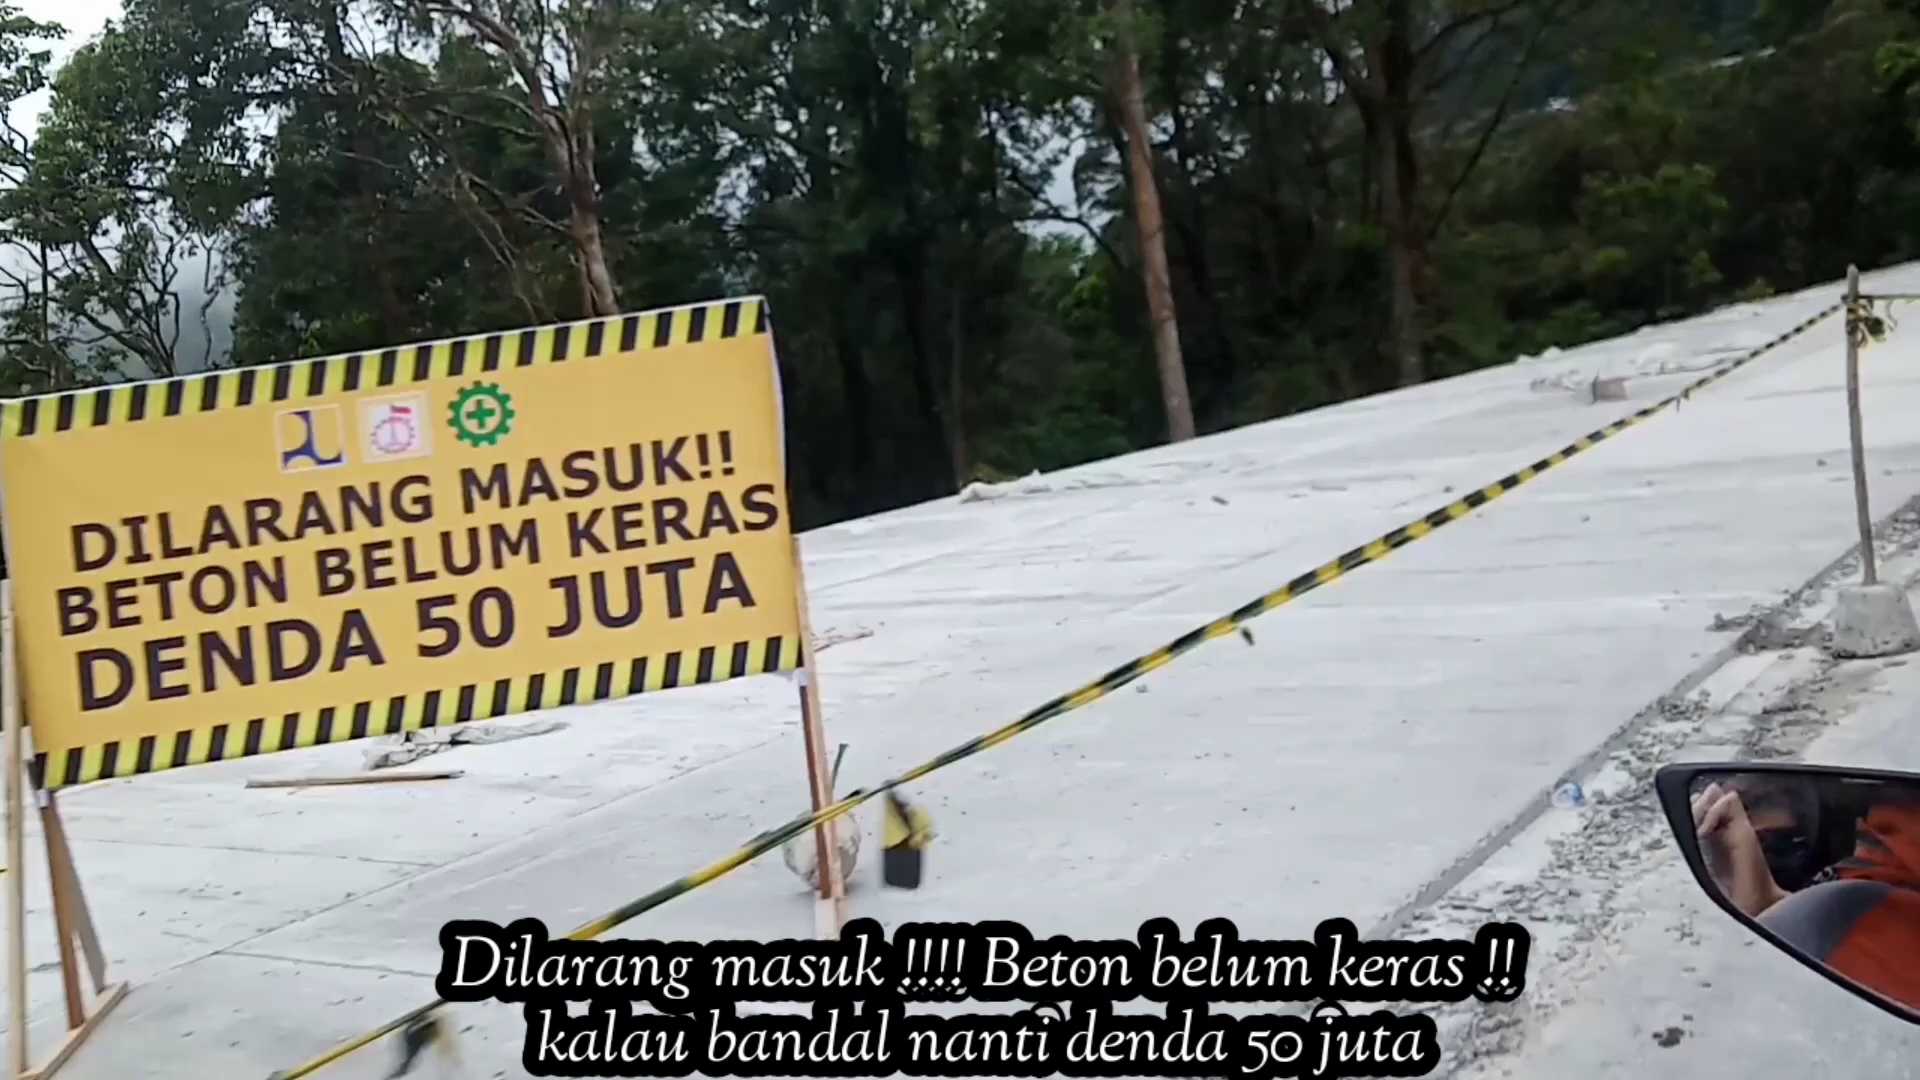 DILARANG MASUK!!
BETON BELUM KERAS
DENDA 50 JUTA
Dilarang masuk !!!! Beton belum keras !!
kalau bandal nanti denda 50 juta